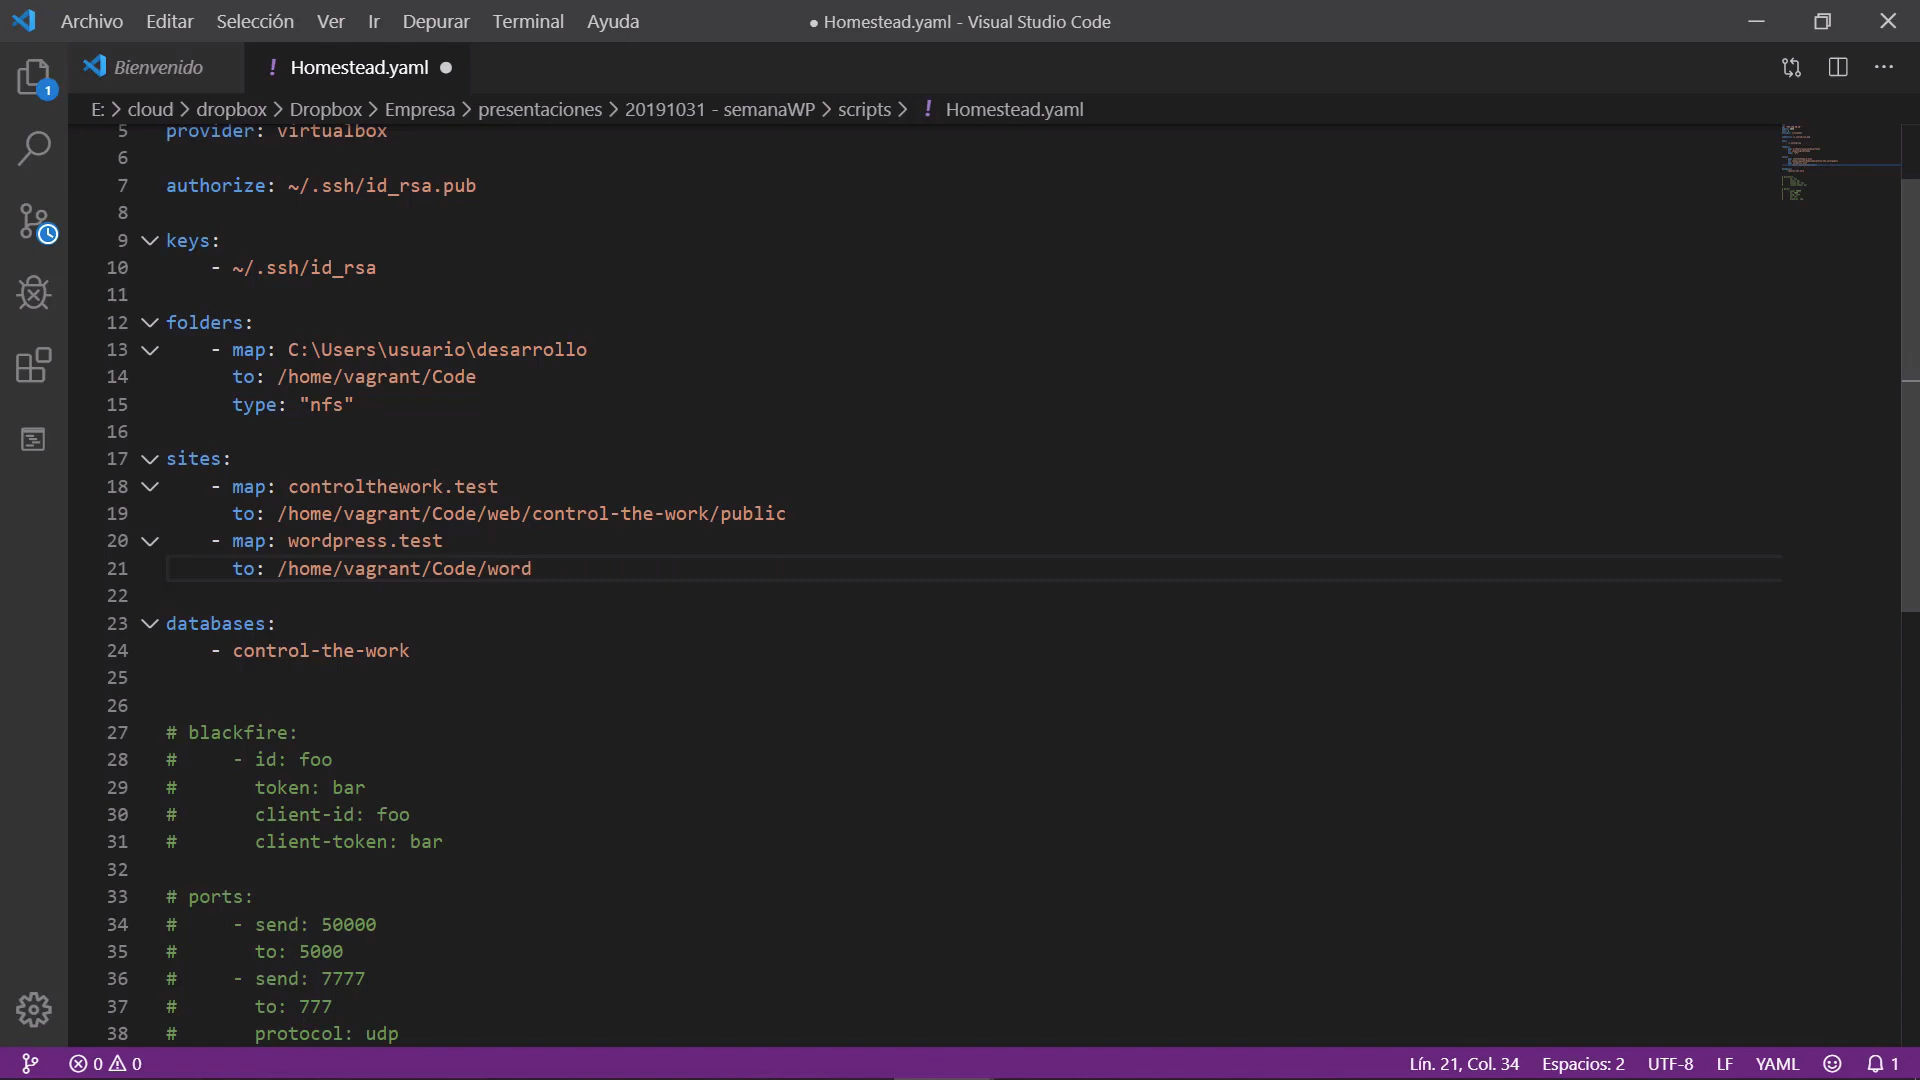 Archivo Editar Selección Ver Ir Depurar Terminal Ayuda ● Homestead.yaml - Visual Studio Code
Bienvenido ! Homestead.yaml ●
1
E: > cloud > dropbox > Dropbox > Empresa > presentaciones > 20191031 - semanaWP > scripts > ! Homestead.yaml
5 provider: virtualbox
6
7 authorize: ~/.ssh/id_rsa.pub
8
9 keys:
10     - ~/.ssh/id_rsa
11
12 folders:
13     - map: C:\Users\usuario\desarrollo
14       to: /home/vagrant/Code
15       type: "nfs"
16
17 sites:
18     - map: controlthework.test
19       to: /home/vagrant/Code/web/control-the-work/public
20     - map: wordpress.test
21       to: /home/vagrant/Code/word
22
23 databases:
24     - control-the-work
25
26
27 # blackfire:
28 #     - id: foo
29 #       token: bar
30 #       client-id: foo
31 #       client-token: bar
32
33 # ports:
34 #     - send: 50000
35 #       to: 5000
36 #     - send: 7777
37 #       to: 777
38 #       protocol: udp
0 0 Lín. 21, Col. 34 Espacios: 2 UTF-8 LF YAML 1